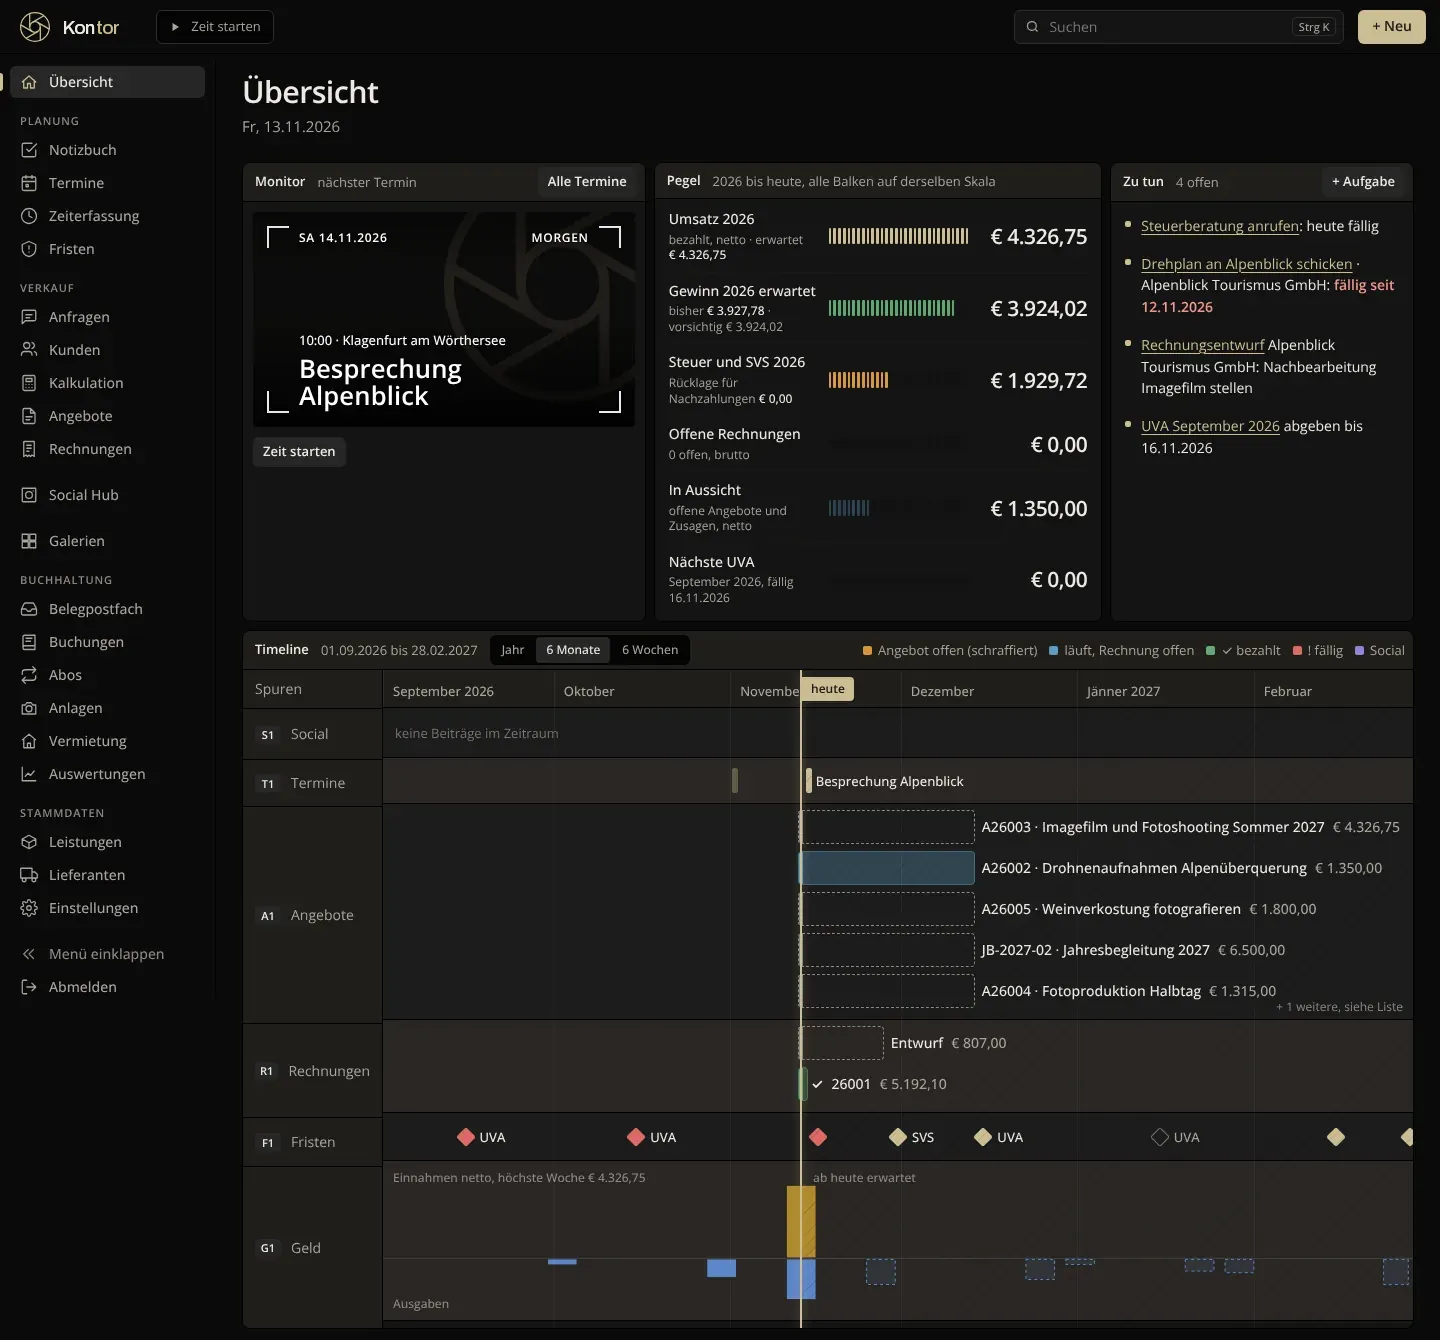 Kontor
Zeit starten
Suchen
Strg K
+ Neu
Übersicht
PLANUNG
Notizbuch
Termine
Zeiterfassung
Fristen
VERKAUF
Anfragen
Kunden
Kalkulation
Angebote
Rechnungen
Social Hub
Galerien
BUCHHALTUNG
Belegpostfach
Buchungen
Abos
Anlagen
Vermietung
Auswertungen
STAMMDATEN
Leistungen
Lieferanten
Einstellungen
Menü einklappen
Abmelden
Übersicht
Fr, 13.11.2026
Monitor nächster Termin
Alle Termine
SA 14.11.2026
MORGEN
10:00 · Klagenfurt am Wörthersee
Besprechung
Alpenblick
Zeit starten
Pegel 2026 bis heute, alle Balken auf derselben Skala
Umsatz 2026
bezahlt, netto · erwartet
€ 4.326,75
€ 4.326,75
Gewinn 2026 erwartet
bisher € 3.927,78 ·
vorsichtig € 3.924,02
€ 3.924,02
Steuer und SVS 2026
Rücklage für
Nachzahlungen € 0,00
€ 1.929,72
Offene Rechnungen
0 offen, brutto
€ 0,00
In Aussicht
offene Angebote und
Zusagen, netto
€ 1.350,00
Nächste UVA
September 2026, fällig
16.11.2026
€ 0,00
Zu tun 4 offen
+ Aufgabe
Steuerberatung anrufen: heute fällig
Drehplan an Alpenblick schicken ·
Alpenblick Tourismus GmbH: fällig seit
12.11.2026
Rechnungsentwurf Alpenblick
Tourismus GmbH: Nachbearbeitung
Imagefilm stellen
UVA September 2026 abgeben bis
16.11.2026
Timeline 01.09.2026 bis 28.02.2027
Jahr
6 Monate
6 Wochen
Angebot offen (schraffiert)
läuft, Rechnung offen
✓ bezahlt
! fällig
Social
Spuren
September 2026
Oktober
Novembe
heute
Dezember
Jänner 2027
Februar
S1 Social
keine Beiträge im Zeitraum
T1 Termine
Besprechung Alpenblick
A1 Angebote
A26003 · Imagefilm und Fotoshooting Sommer 2027 € 4.326,75
A26002 · Drohnenaufnahmen Alpenüberquerung € 1.350,00
A26005 · Weinverkostung fotografieren € 1.800,00
JB-2027-02 · Jahresbegleitung 2027 € 6.500,00
A26004 · Fotoproduktion Halbtag € 1.315,00
+ 1 weitere, siehe Liste
R1 Rechnungen
Entwurf € 807,00
✓ 26001 € 5.192,10
F1 Fristen
UVA
UVA
SVS
UVA
UVA
G1 Geld
Einnahmen netto, höchste Woche € 4.326,75
ab heute erwartet
Ausgaben